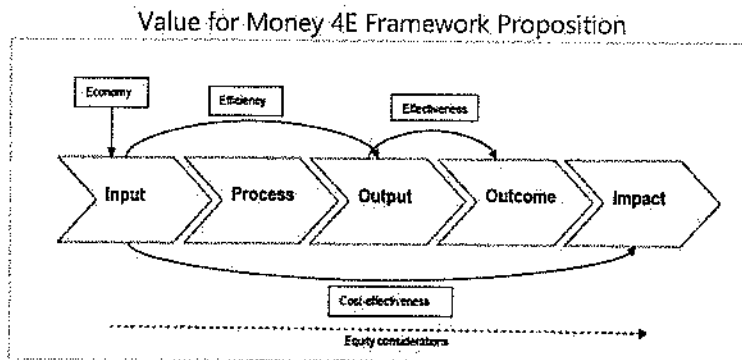 Value for Money 4E Framework Proposition
Economy
Efficiency
Effectiveness
Input
Process
Output
Outcome
Impact
Cost-effectiveness
Equity considerations